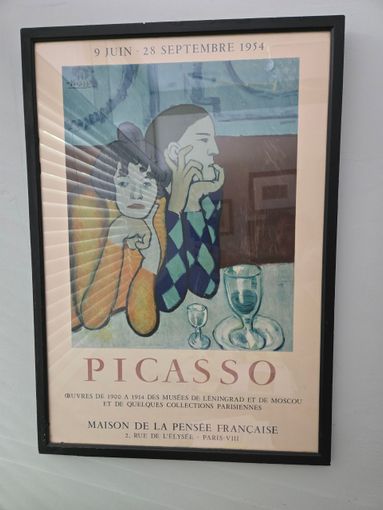 9 JUIN - 28 SEPTEMBRE 1954
PICASSO
ŒUVRES DE 1900 A 1914 DES MUSÉES DE LENINGRAD ET DE MOSCOU
ET DE QUELQUES COLLECTIONS PARISIENNES
MAISON DE LA PENSÉE FRANÇAISE
2, RUE DE L'ELYSÉE - PARIS-VIII